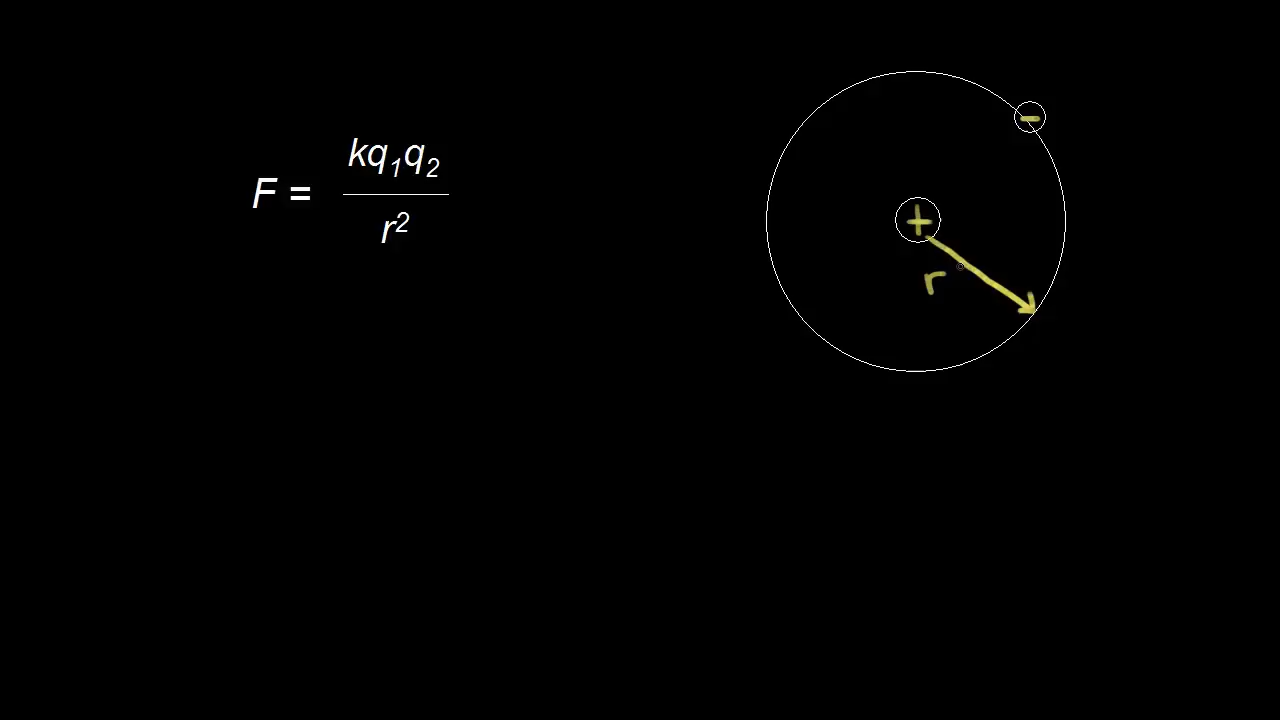 F = kq₁q₂ / r²
+
-
r